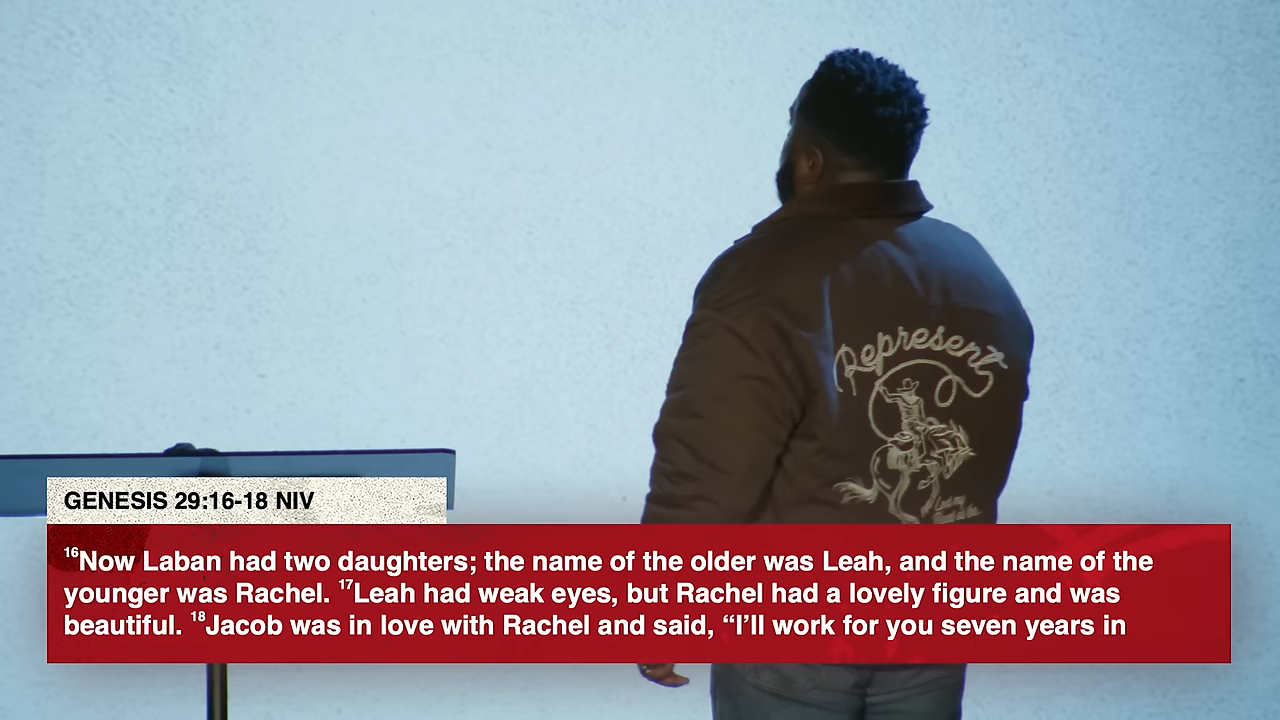 Represent
GENESIS 29:16-18 NIV
16Now Laban had two daughters; the name of the older was Leah, and the name of the
younger was Rachel. 17Leah had weak eyes, but Rachel had a lovely figure and was
beautiful. 18Jacob was in love with Rachel and said, “I’ll work for you seven years in